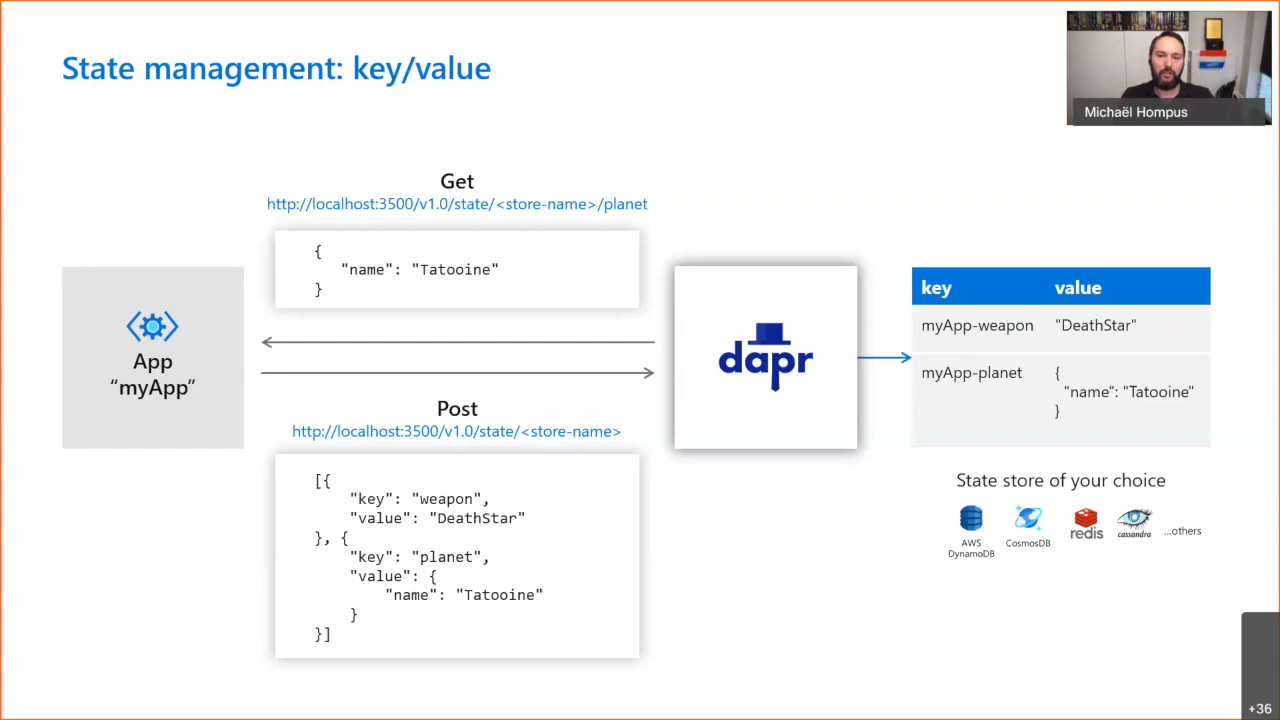 State management: key/value
Michaël Hompus
Get
http://localhost:3500/v1.0/state/<store-name>/planet
{
"name": "Tatooine"
}
App
“myApp”
dapr
Post
http://localhost:3500/v1.0/state/<store-name>
[{
"key": "weapon",
"value": "DeathStar"
}, {
"key": "planet",
"value": {
"name": "Tatooine"
}
}]
key value
myApp-weapon "DeathStar"
myApp-planet {
"name": "Tatooine"
}
State store of your choice
AWS
DynamoDB
CosmosDB
redis
cassandra
...others
+36